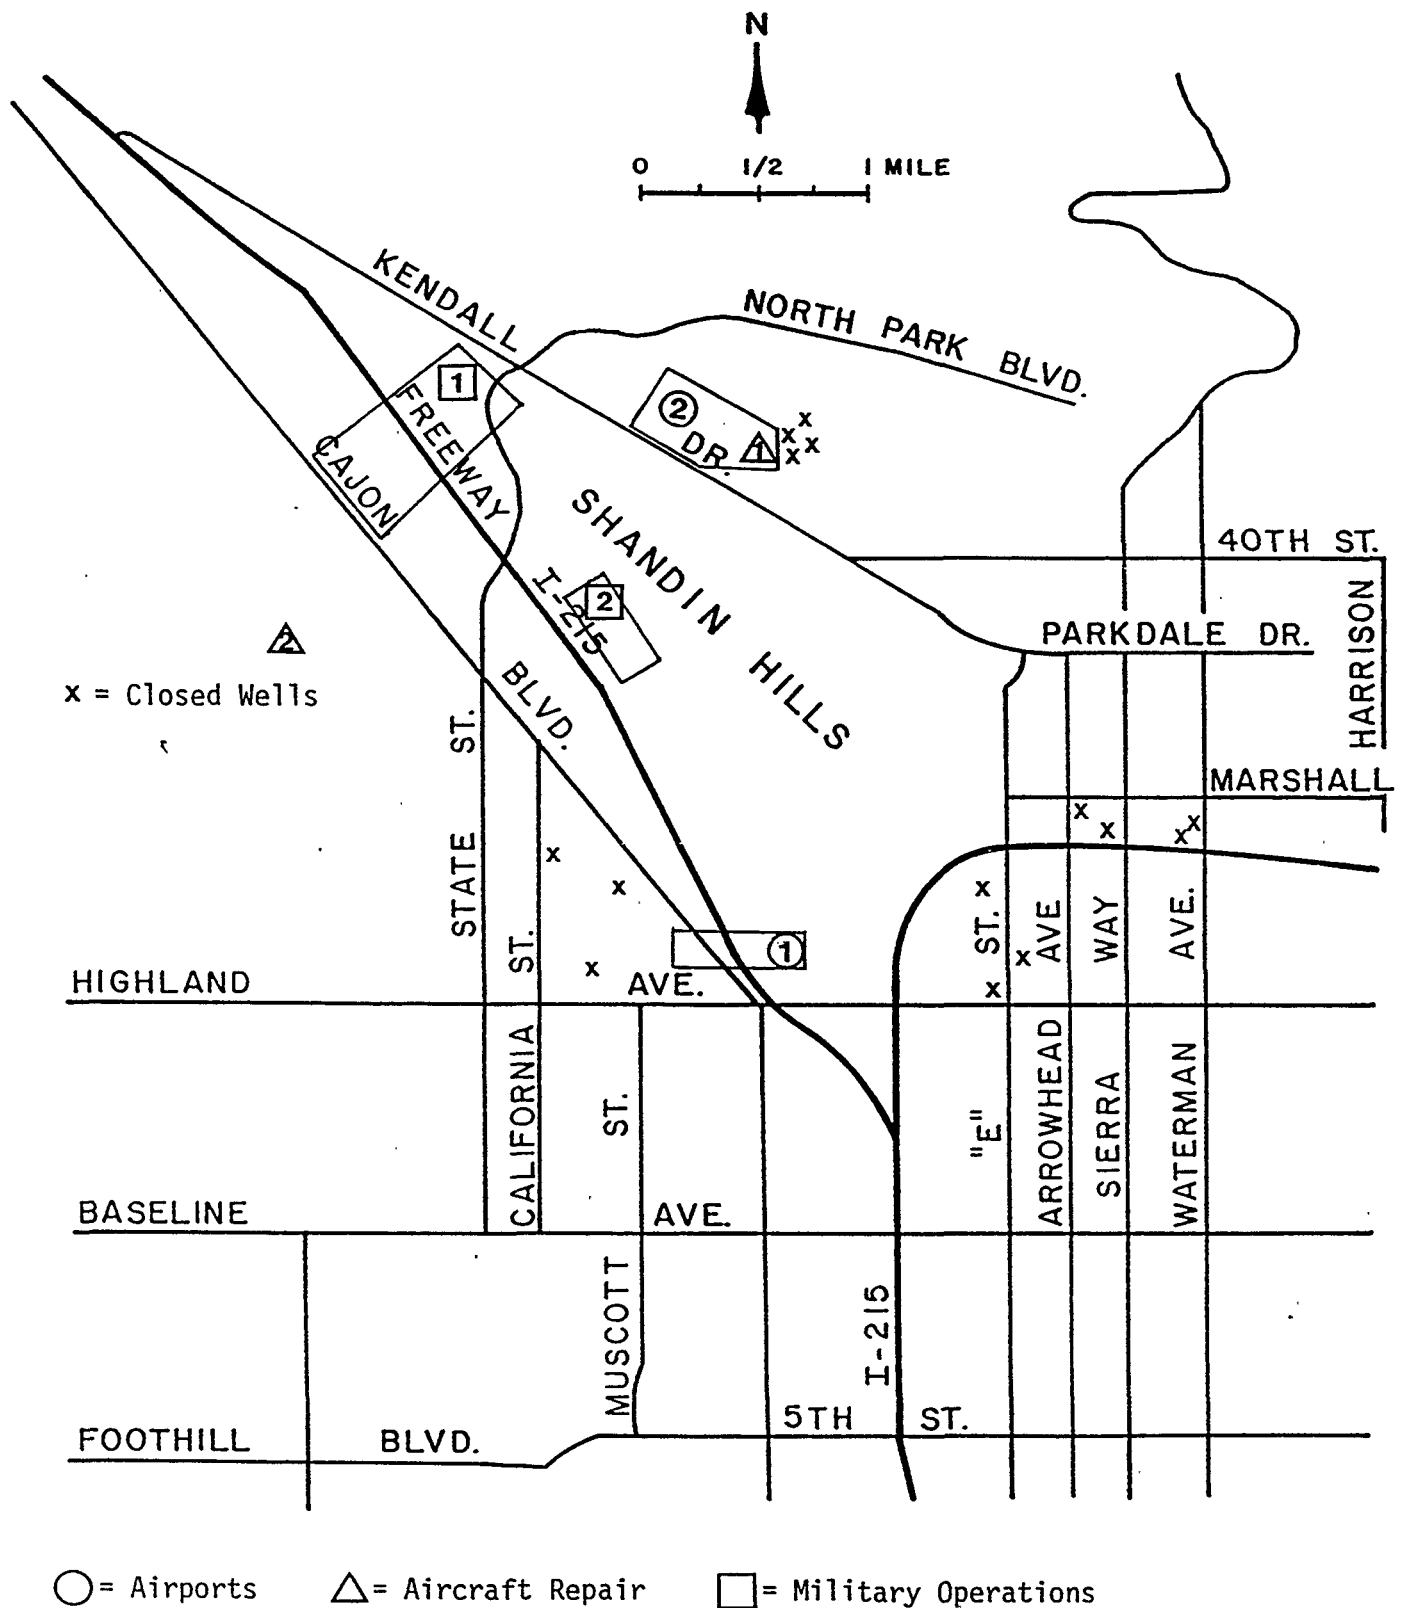 N
0 1/2 1 MILE
KENDALL
NORTH PARK BLVD.
1
FREEWAY
2
DR.
1
x
x x
x
CAJON
SHANDIN HILLS
40TH ST.
I-215
2
HARRISON
PARKDALE DR.
2
x = Closed Wells
BLVD.
STATE ST.
MARSHALL
x
x
x
x
x
x
x
x
x
x
1
HIGHLAND AVE.
CALIFORNIA ST.
"E" ST.
ARROWHEAD AVE
SIERRA WAY
WATERMAN AVE.
MUSCOTT ST.
BASELINE AVE.
I-215
5TH ST.
FOOTHILL BLVD.
= Airports = Aircraft Repair = Military Operations